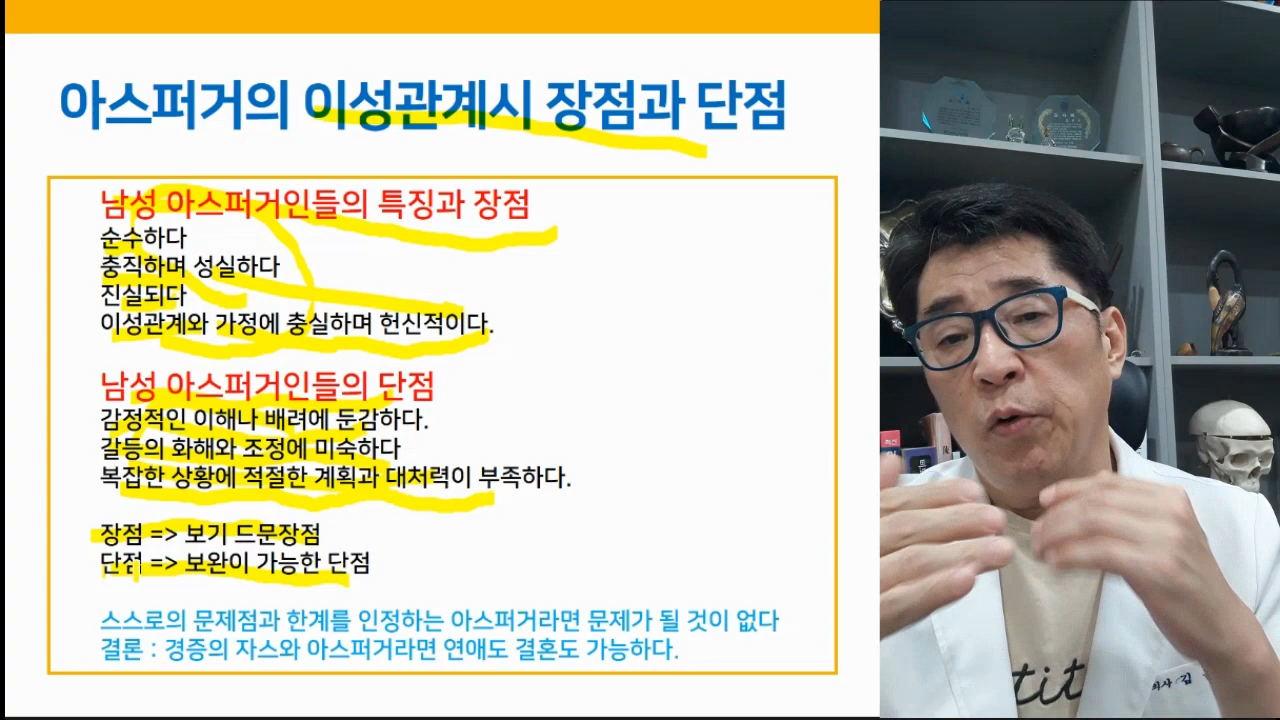 아스퍼거의 이성관계시 장점과 단점
남성 아스퍼거인들의 특징과 장점
순수하다
충직하며 성실하다
진실되다
이성관계와 가정에 충실하며 헌신적이다.
남성 아스퍼거인들의 단점
감정적인 이해나 배려에 둔감하다.
갈등의 화해와 조정에 미숙하다
복잡한 상황에 적절한 계획과 대처력이 부족하다.
장점 => 보기 드문장점
단점 => 보완이 가능한 단점
스스로의 문제점과 한계를 인정하는 아스퍼거라면 문제가 될 것이 없다
결론 : 경증의 자스와 아스퍼거라면 연애도 결혼도 가능하다.
tit
의사 김